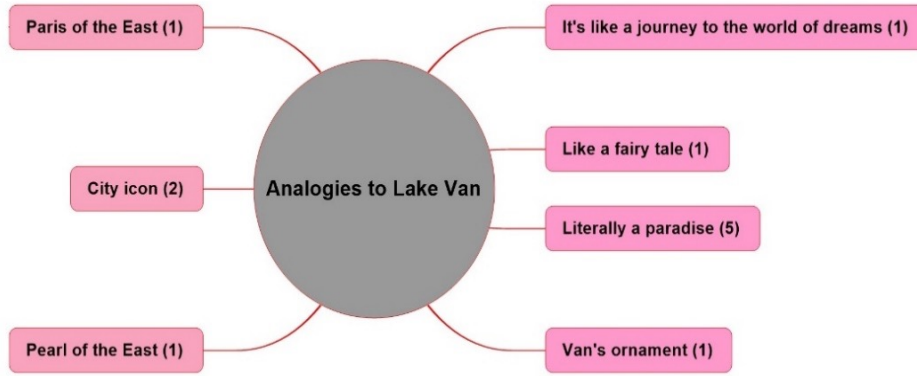 Paris of the East (1)
It's like a journey to the world of dreams (1)
Like a fairy tale (1)
City icon (2)
Analogies to Lake Van
Literally a paradise (5)
Pearl of the East (1)
Van's ornament (1)